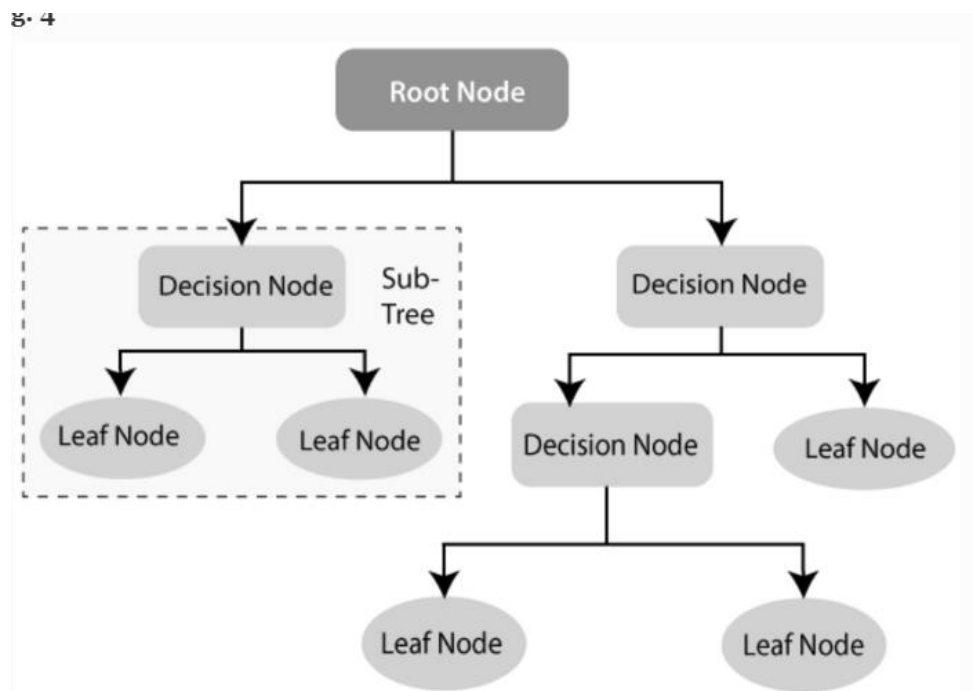 g. 4
Root Node
Decision Node
Sub-
Tree
Decision Node
Leaf Node
Leaf Node
Decision Node
Leaf Node
Leaf Node
Leaf Node